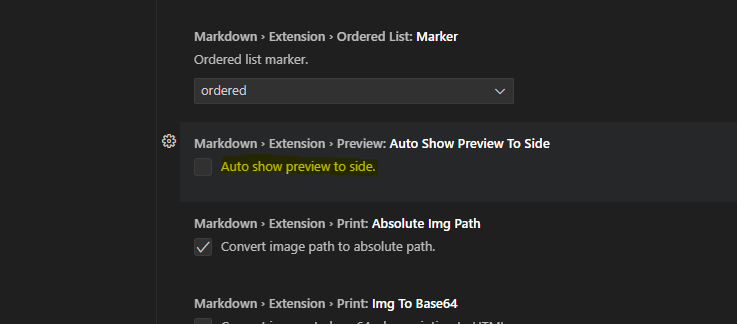 Markdown › Extension › Ordered List: Marker
Ordered list marker.
ordered
Markdown › Extension › Preview: Auto Show Preview To Side
Auto show preview to side.
Markdown › Extension › Print: Absolute Img Path
Convert image path to absolute path.
Markdown › Extension › Print: Img To Base64